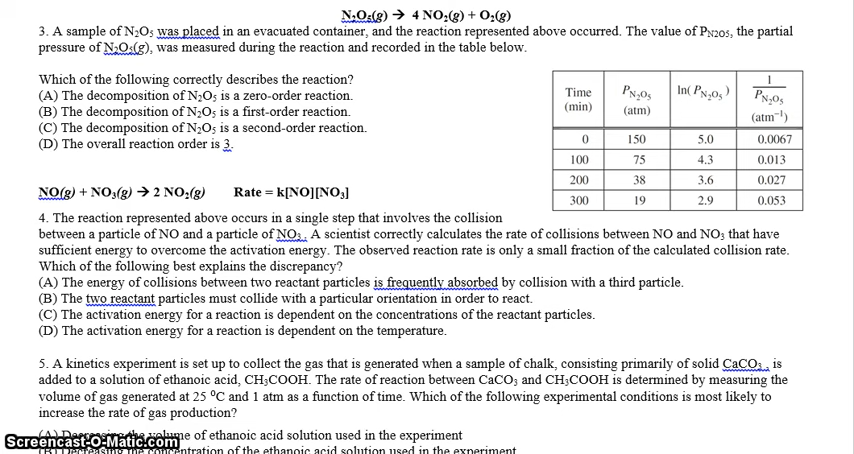 N₂O₅(g) → 4 NO₂(g) + O₂(g)
3. A sample of N₂O₅ was placed in an evacuated container, and the reaction represented above occurred. The value of P_N2O5, the partial
pressure of N₂O₅(g), was measured during the reaction and recorded in the table below.
Which of the following correctly describes the reaction?
(A) The decomposition of N₂O₅ is a zero-order reaction.
(B) The decomposition of N₂O₅ is a first-order reaction.
(C) The decomposition of N₂O₅ is a second-order reaction.
(D) The overall reaction order is 3.
Time (min) P_N₂O₅ (atm) ln( P_N₂O₅ ) 1/P_N₂O₅ (atm⁻¹)
0 150 5.0 0.0067
100 75 4.3 0.013
200 38 3.6 0.027
300 19 2.9 0.053
NO(g) + NO₃(g) → 2 NO₂(g) Rate = k[NO][NO₃]
4. The reaction represented above occurs in a single step that involves the collision
between a particle of NO and a particle of NO₃. A scientist correctly calculates the rate of collisions between NO and NO₃ that have
sufficient energy to overcome the activation energy. The observed reaction rate is only a small fraction of the calculated collision rate.
Which of the following best explains the discrepancy?
(A) The energy of collisions between two reactant particles is frequently absorbed by collision with a third particle.
(B) The two reactant particles must collide with a particular orientation in order to react.
(C) The activation energy for a reaction is dependent on the concentrations of the reactant particles.
(D) The activation energy for a reaction is dependent on the temperature.
5. A kinetics experiment is set up to collect the gas that is generated when a sample of chalk, consisting primarily of solid CaCO₃, is
added to a solution of ethanoic acid, CH₃COOH. The rate of reaction between CaCO₃ and CH₃COOH is determined by measuring the
volume of gas generated at 25 ⁰C and 1 atm as a function of time. Which of the following experimental conditions is most likely to
increase the rate of gas production?
(A) Decreasing the volume of ethanoic acid solution used in the experiment
(B) Decreasing the concentration of the ethanoic acid solution used in the experiment
Screencast-O-Matic.com